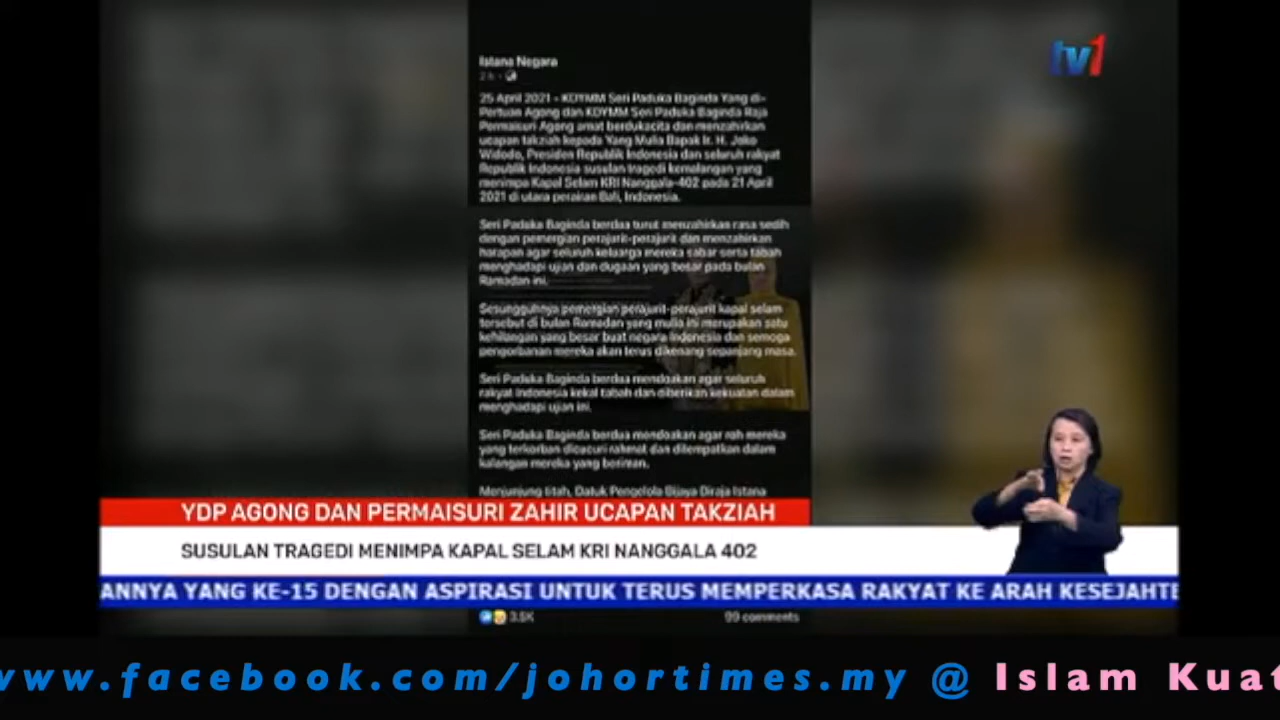 tv1
Istana Negara
2 h
25 April 2021 - KDYMM Seri Paduka Baginda Yang di-
Pertuan Agong dan KDYMM Seri Paduka Baginda Raja
Permaisuri Agong amat berdukacita dan menzahirkan
ucapan takziah kepada Yang Mulia Bapak Ir. H. Joko
Widodo, Presiden Republik Indonesia dan seluruh rakyat
Republik Indonesia susulan tragedi kemalangan yang
menimpa Kapal Selam KRI Nanggala-402 pada 21 April
2021 di utara perairan Bali, Indonesia.
Seri Paduka Baginda berdua turut menzahirkan rasa sedih
dengan pemergian perajurit-perajurit dan menzahirkan
harapan agar seluruh keluarga mereka sabar serta tabah
menghadapi ujian dan dugaan yang besar pada bulan
Ramadan ini.
Sesungguhnya pemergian perajurit-perajurit kapal selam
tersebut di bulan Ramadan yang mulia ini merupakan satu
kehilangan yang besar buat negara Indonesia dan semoga
pengorbanan mereka akan terus dikenang sepanjang masa.
Seri Paduka Baginda berdua mendoakan agar seluruh
rakyat Indonesia kekal tabah dan diberikan kekuatan dalam
menghadapi ujian ini.
Seri Paduka Baginda berdua mendoakan agar roh mereka
yang terkorban dicucuri rahmat dan ditempatkan dalam
kalangan mereka yang beriman.
Menjunjung titah, Datuk Pengelola Bijaya Diraja Istana
YDP AGONG DAN PERMAISURI ZAHIR UCAPAN TAKZIAH
SUSULAN TRAGEDI MENIMPA KAPAL SELAM KRI NANGGALA 402
ANNYA YANG KE-15 DENGAN ASPIRASI UNTUK TERUS MEMPERKASA RAKYAT KE ARAH KESEJAHTE
3.5K 99 comments
www.facebook.com/johortimes.my @ Islam Kuat